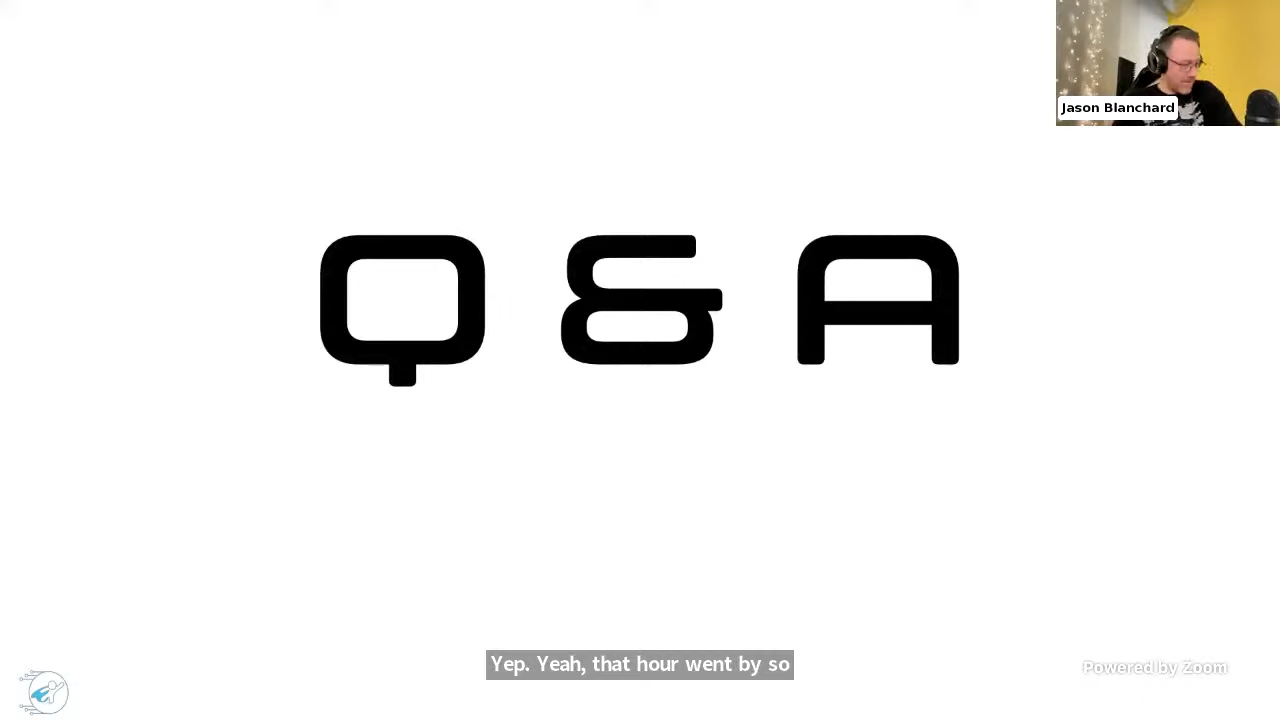 Jason Blanchard
Q & A
Yep. Yeah, that hour went by so
Powered by Zoom